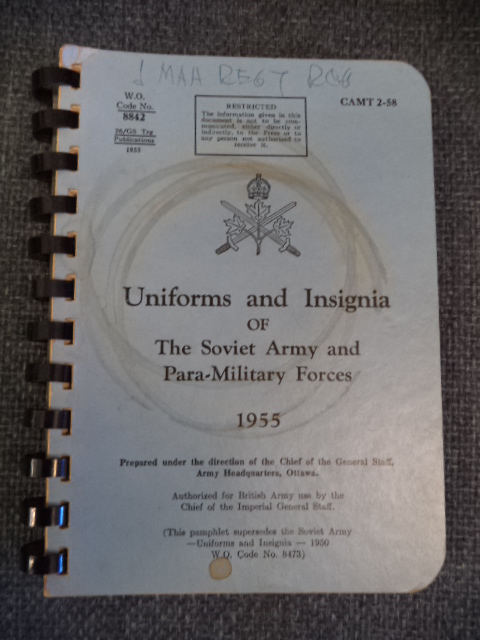 1 MAA REGT RCB
W.O.
Code No.
8842
26/GS Trg
Publications
1955
RESTRICTED
The information given in this
document is not to be com-
municated, either directly or
indirectly, to the Press or to
any person not authorized to
receive it.
CAMT 2-58
Uniforms and Insignia
OF
The Soviet Army and
Para-Military Forces
1955
Prepared under the direction of the Chief of the General Staff,
Army Headquarters, Ottawa.
Authorized for British Army use by the
Chief of the Imperial General Staff.
(This pamphlet supersedes the Soviet Army
—Uniforms and Insignia — 1950
W.O. Code No. 8473)